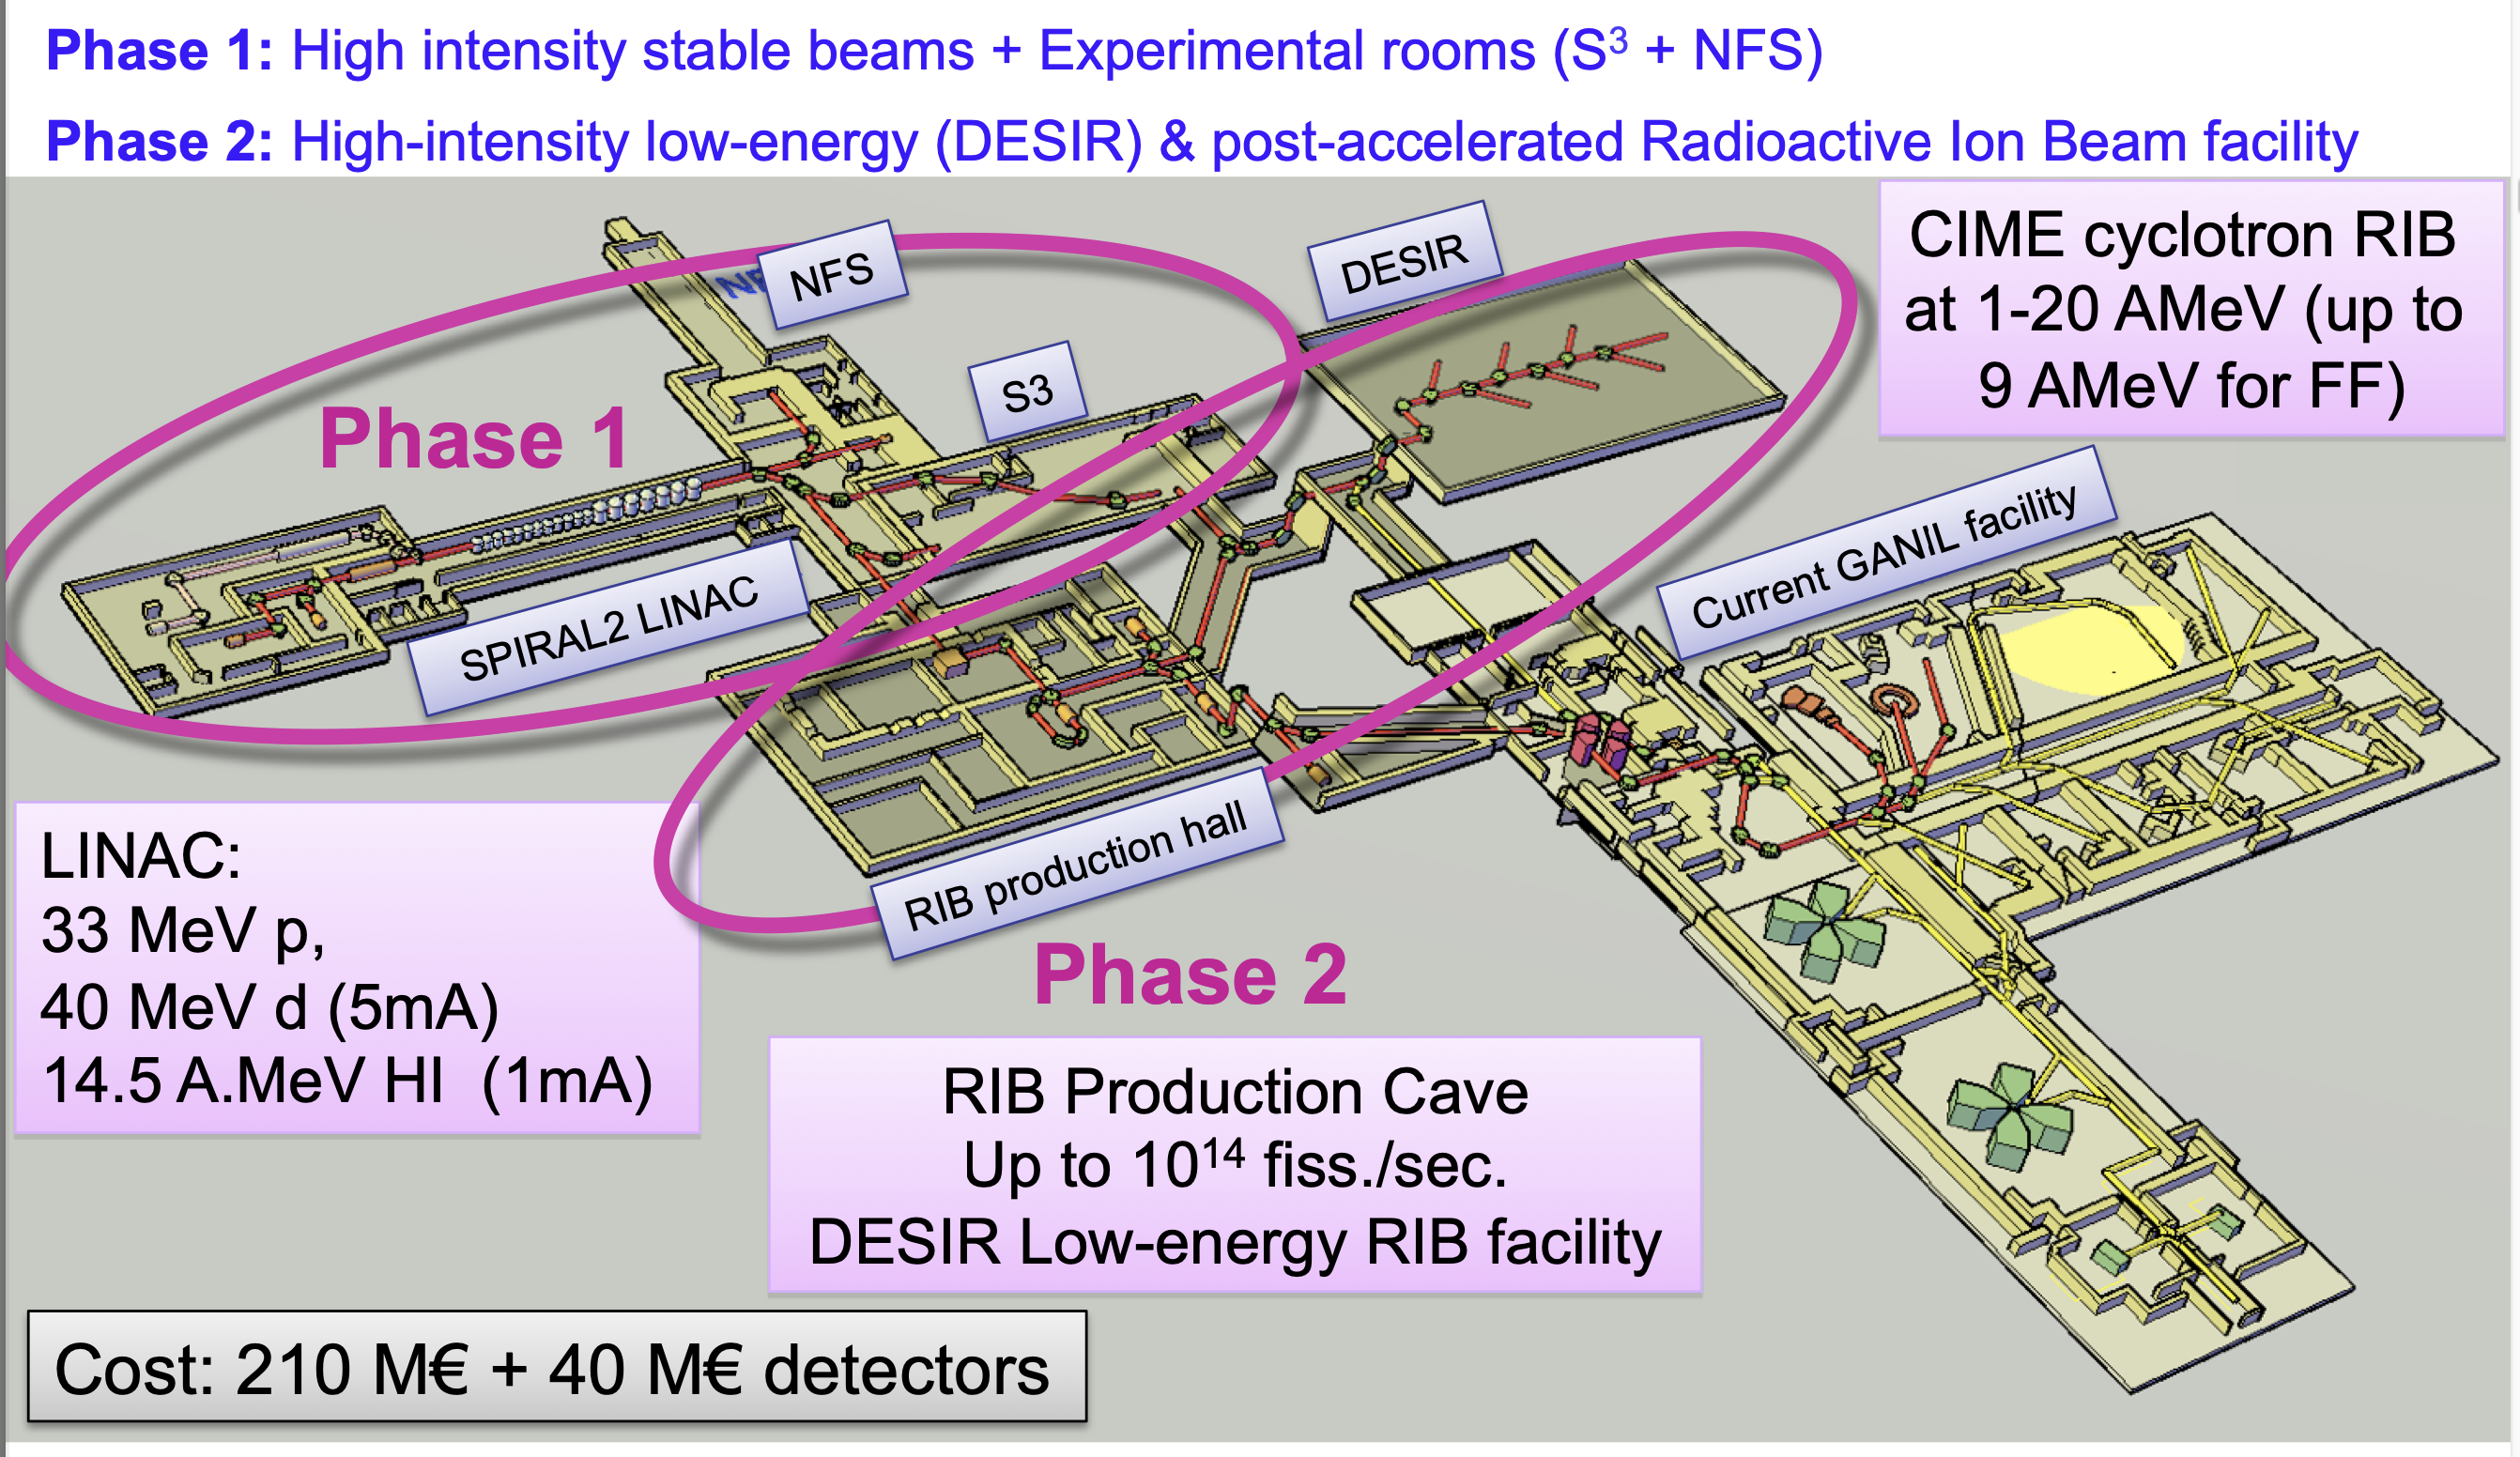 Phase 1: High intensity stable beams + Experimental rooms (S³ + NFS)
Phase 2: High-intensity low-energy (DESIR) & post-accelerated Radioactive Ion Beam facility
CIME cyclotron RIB
at 1-20 AMeV (up to
9 AMeV for FF)
NFS
DESIR
S3
Phase 1
Current GANIL facility
SPIRAL2 LINAC
RIB production hall
LINAC:
33 MeV p,
40 MeV d (5mA)
14.5 A.MeV HI (1mA)
Phase 2
RIB Production Cave
Up to 10¹⁴ fiss./sec.
DESIR Low-energy RIB facility
Cost: 210 M€ + 40 M€ detectors